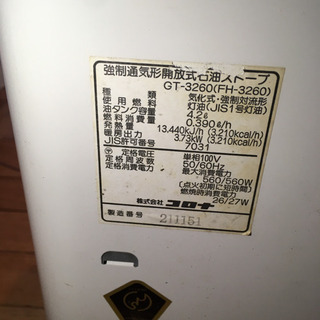 強制通気形開放式石油ストーブ
GT-3260(FH-3260)
種類 気化式・強制対流形
使用燃料 灯油(JIS1号灯油)
油タンク容量 4.2ℓ
燃料消費量 0.390ℓ/h
発熱量 13,440kJ/h (3,210kcal/h)
暖房出力 3.73kW (3,210kcal/h)
JIS許可番号 7031
定格電圧 単相100V
定格周波数 50/60Hz
定格消費電力 最大消費電力
560/560W
(点火初期に短時間)
燃焼時消費電力
26/27W
株式会社コロナ
製造番号 211151